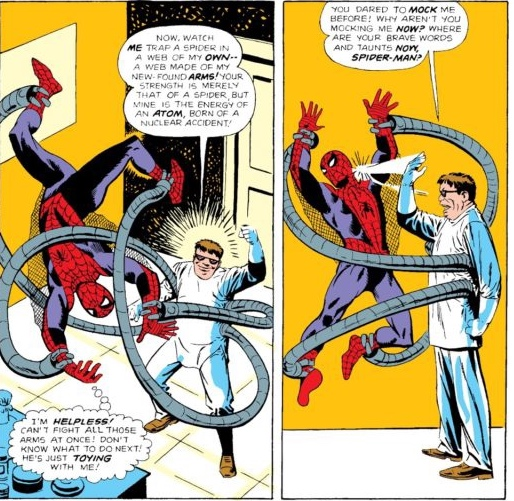 NOW, WATCH
ME TRAP A SPIDER IN
A WEB OF MY OWN--
A WEB MADE OF MY
NEW-FOUND ARMS! YOUR
STRENGTH IS MERELY
THAT OF A SPIDER, BUT
MINE IS THE ENERGY OF
AN ATOM, BORN OF A
NUCLEAR ACCIDENT!
I'M HELPLESS!
CAN'T FIGHT ALL THOSE
ARMS AT ONCE! DON'T
KNOW WHAT TO DO NEXT!
HE'S JUST TOYING
WITH ME!
YOU DARED TO MOCK ME
BEFORE! WHY AREN'T YOU
MOCKING ME NOW? WHERE
ARE YOUR BRAVE WORDS
AND TAUNTS NOW,
SPIDER-MAN?